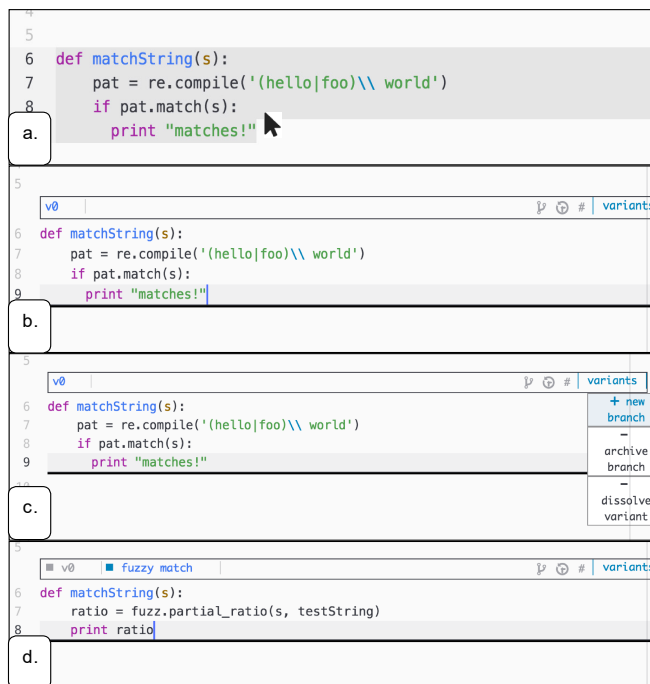 4
5
6 def matchString(s):
7 pat = re.compile('(hello|foo)\\ world')
8 if pat.match(s):
print "matches!"
a.
5
v0 # variants
6 def matchString(s):
7 pat = re.compile('(hello|foo)\\ world')
8 if pat.match(s):
9 print "matches!"
b.
5
v0 # variants
6 def matchString(s):
7 pat = re.compile('(hello|foo)\\ world')
8 if pat.match(s):
9 print "matches!"
10
+ new
branch
–
archive
branch
–
dissolve
variant
c.
5
v0 fuzzy match # variants
6 def matchString(s):
7 ratio = fuzz.partial_ratio(s, testString)
8 print ratio
d.